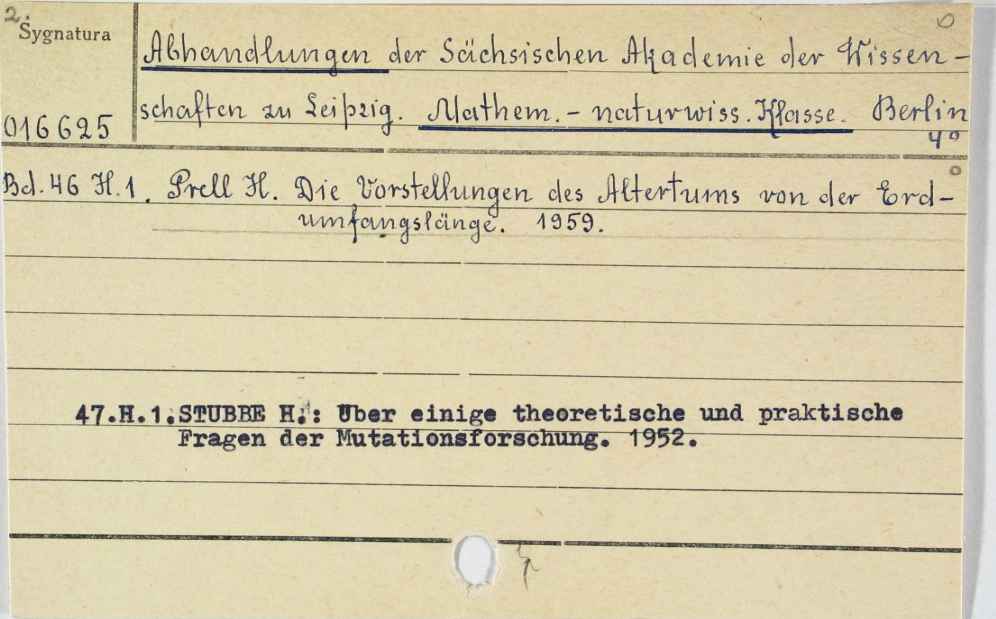 2.
Sygnatura
016625
Abhandlungen der Sächsischen Akademie der Wissen-
schaften zu Leipzig. Mathem.-naturwiss. Klasse. Berlin
4°
Bd. 46 H. 1. Prell H. Die Vorstellungen des Altertums von der Erd-
umfangslänge. 1959.
47.H.1.STUBBE H.: Über einige theoretische und praktische
Fragen der Mutationsforschung. 1952.